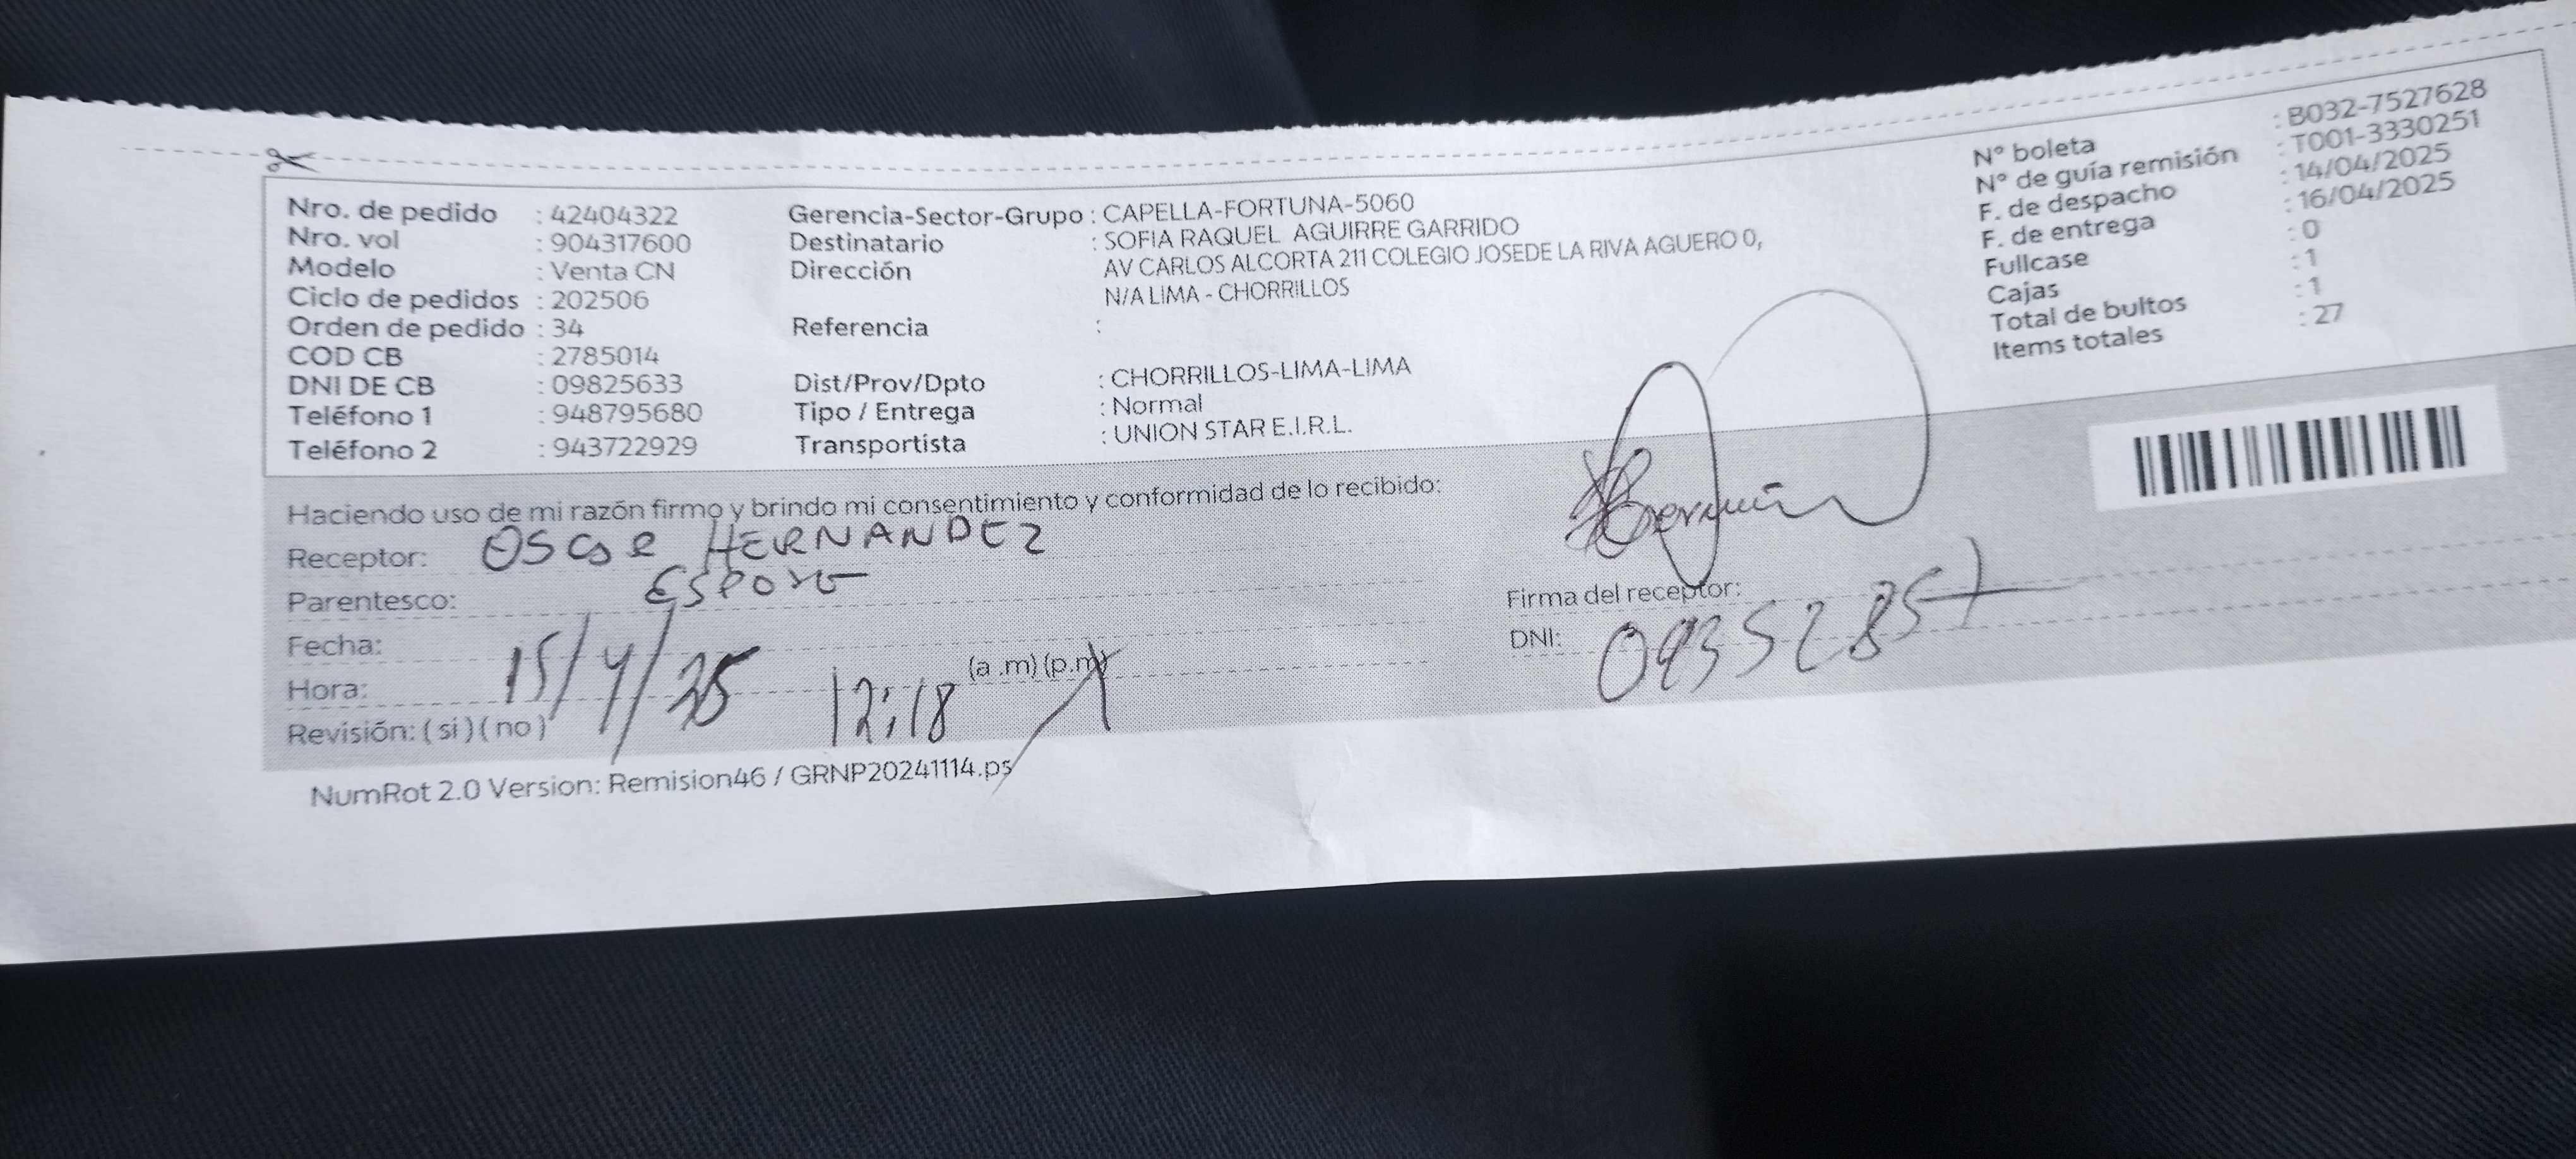 Nro. de pedido : 42404322
Nro. vol : 904317600
Modelo : Venta CN
Ciclo de pedidos : 202506
Orden de pedido : 34
COD CB : 2785014
DNI DE CB : 09825633
Teléfono 1 : 948795680
Teléfono 2 : 943722929
Gerencia-Sector-Grupo : CAPELLA-FORTUNA-5060
Destinatario : SOFIA RAQUEL AGUIRRE GARRIDO
Dirección AV CARLOS ALCORTA 211 COLEGIO JOSEDE LA RIVA AGUERO 0,
N/A LIMA - CHORRILLOS
Referencia :
Dist/Prov/Dpto : CHORRILLOS-LIMA-LIMA
Tipo / Entrega : Normal
Transportista : UNION STAR E.I.R.L.
N° boleta : B032-7527628
N° de guía remisión : T001-3330251
F. de despacho : 14/04/2025
F. de entrega : 16/04/2025
Fullcase : 0
Cajas : 1
Total de bultos : 1
Items totales : 27
Haciendo uso de mi razón firmo y brindo mi consentimiento y conformidad de lo recibido:
Receptor: OSCAR HERNANDEZ
Parentesco: ESPOSO
Fecha: 15/4/25
Hora: 12:18 (a .m) (p.m)
Revisión: ( si ) ( no )
Firma del receptor:
DNI: 09352857
NumRot 2.0 Version: Remision46 / GRNP20241114.ps